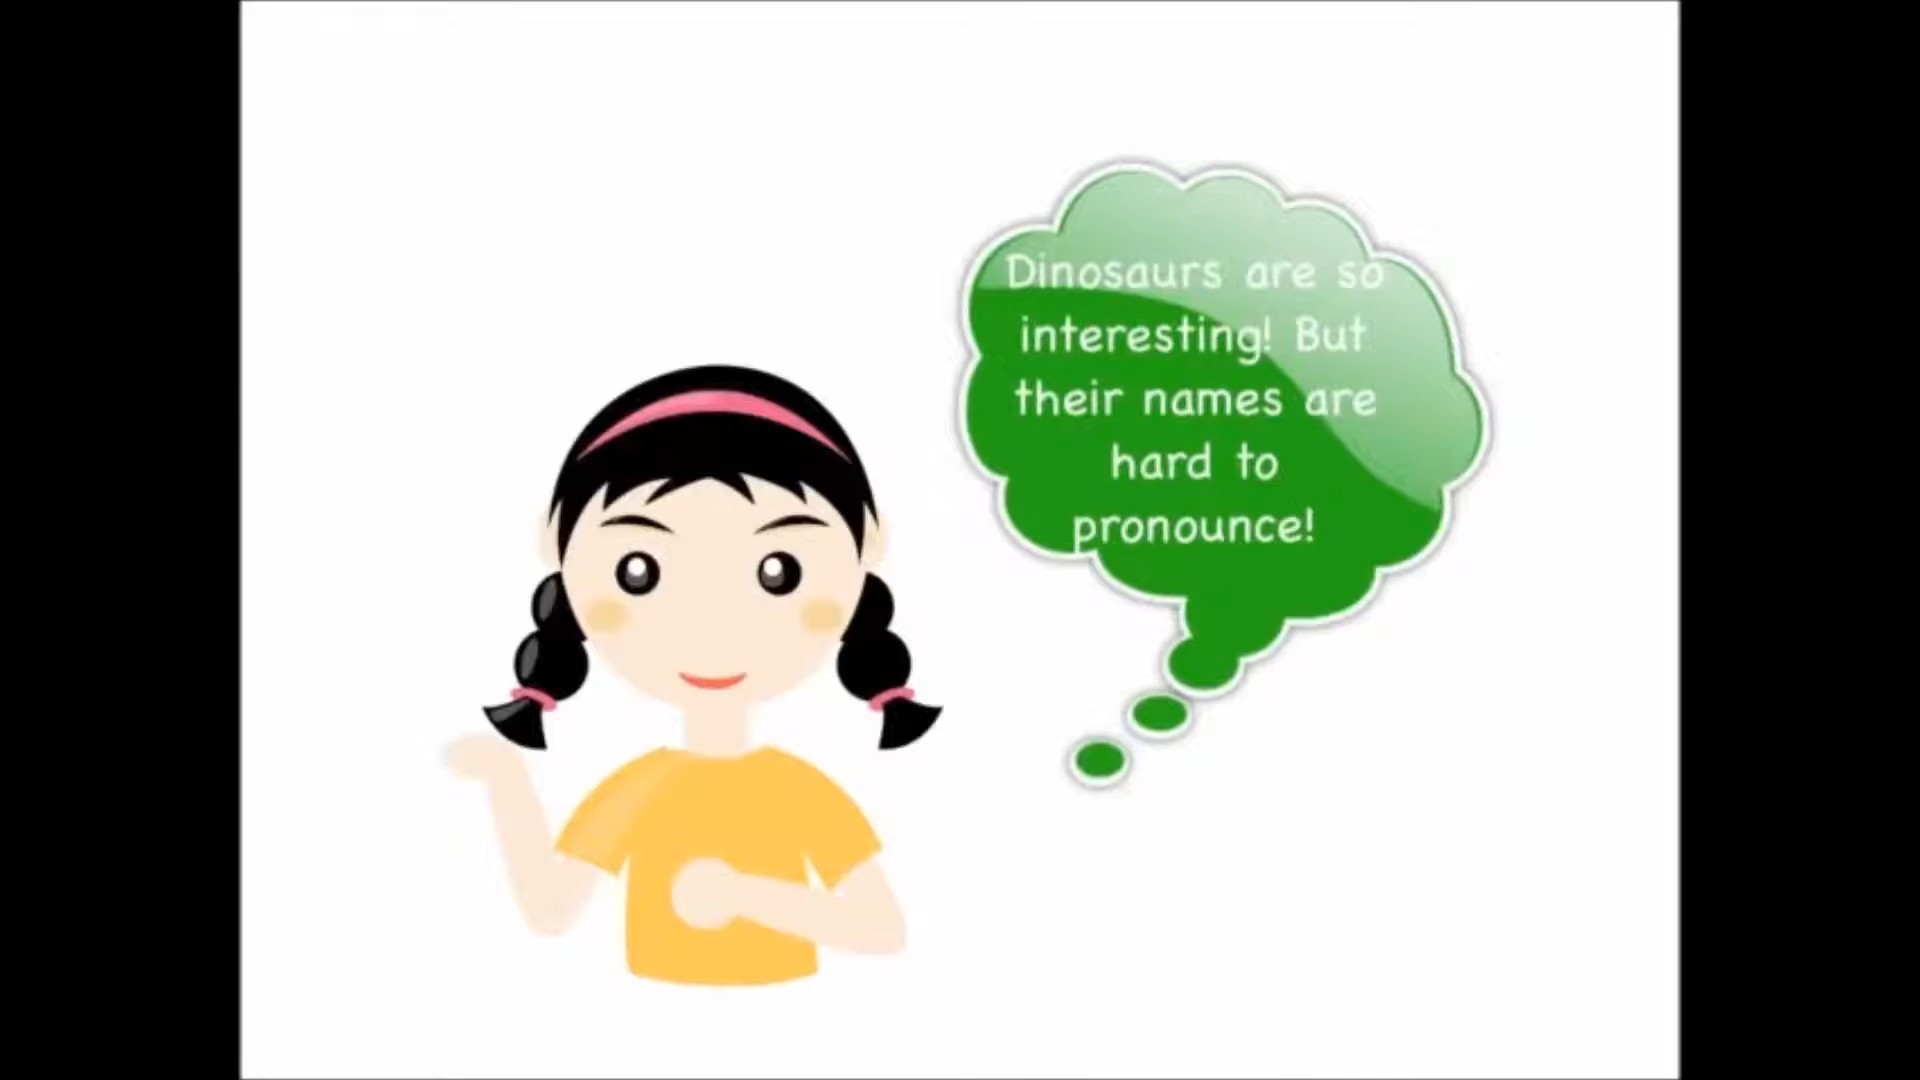 Dinosaurs are so
interesting! But
their names are
hard to
pronounce!